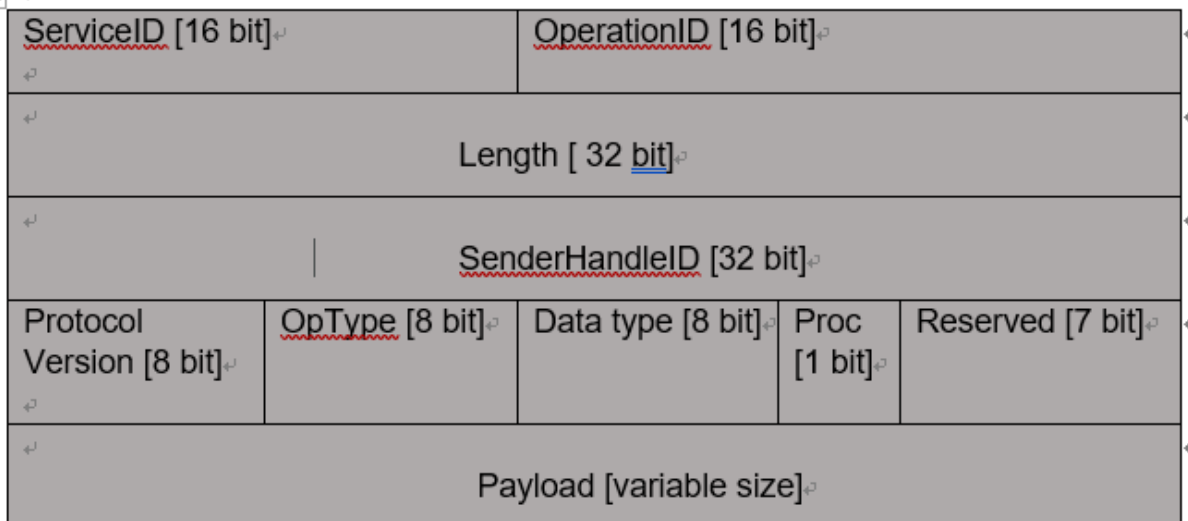 ServiceID [16 bit]
OperationID [16 bit]
Length [ 32 bit]
SenderHandleID [32 bit]
Protocol
Version [8 bit]
OpType [8 bit]
Data type [8 bit]
Proc
[1 bit]
Reserved [7 bit]
Payload [variable size]